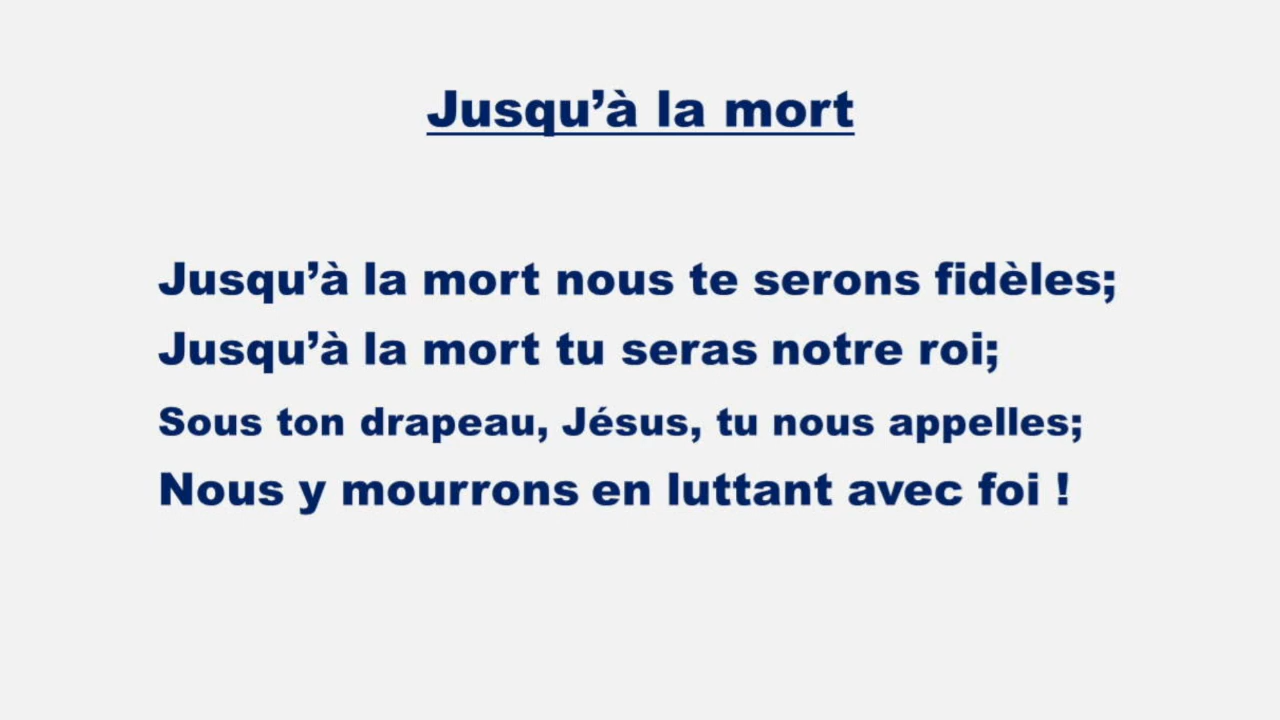 Jusqu’à la mort
Jusqu’à la mort nous te serons fidèles;
Jusqu’à la mort tu seras notre roi;
Sous ton drapeau, Jésus, tu nous appelles;
Nous y mourrons en luttant avec foi !